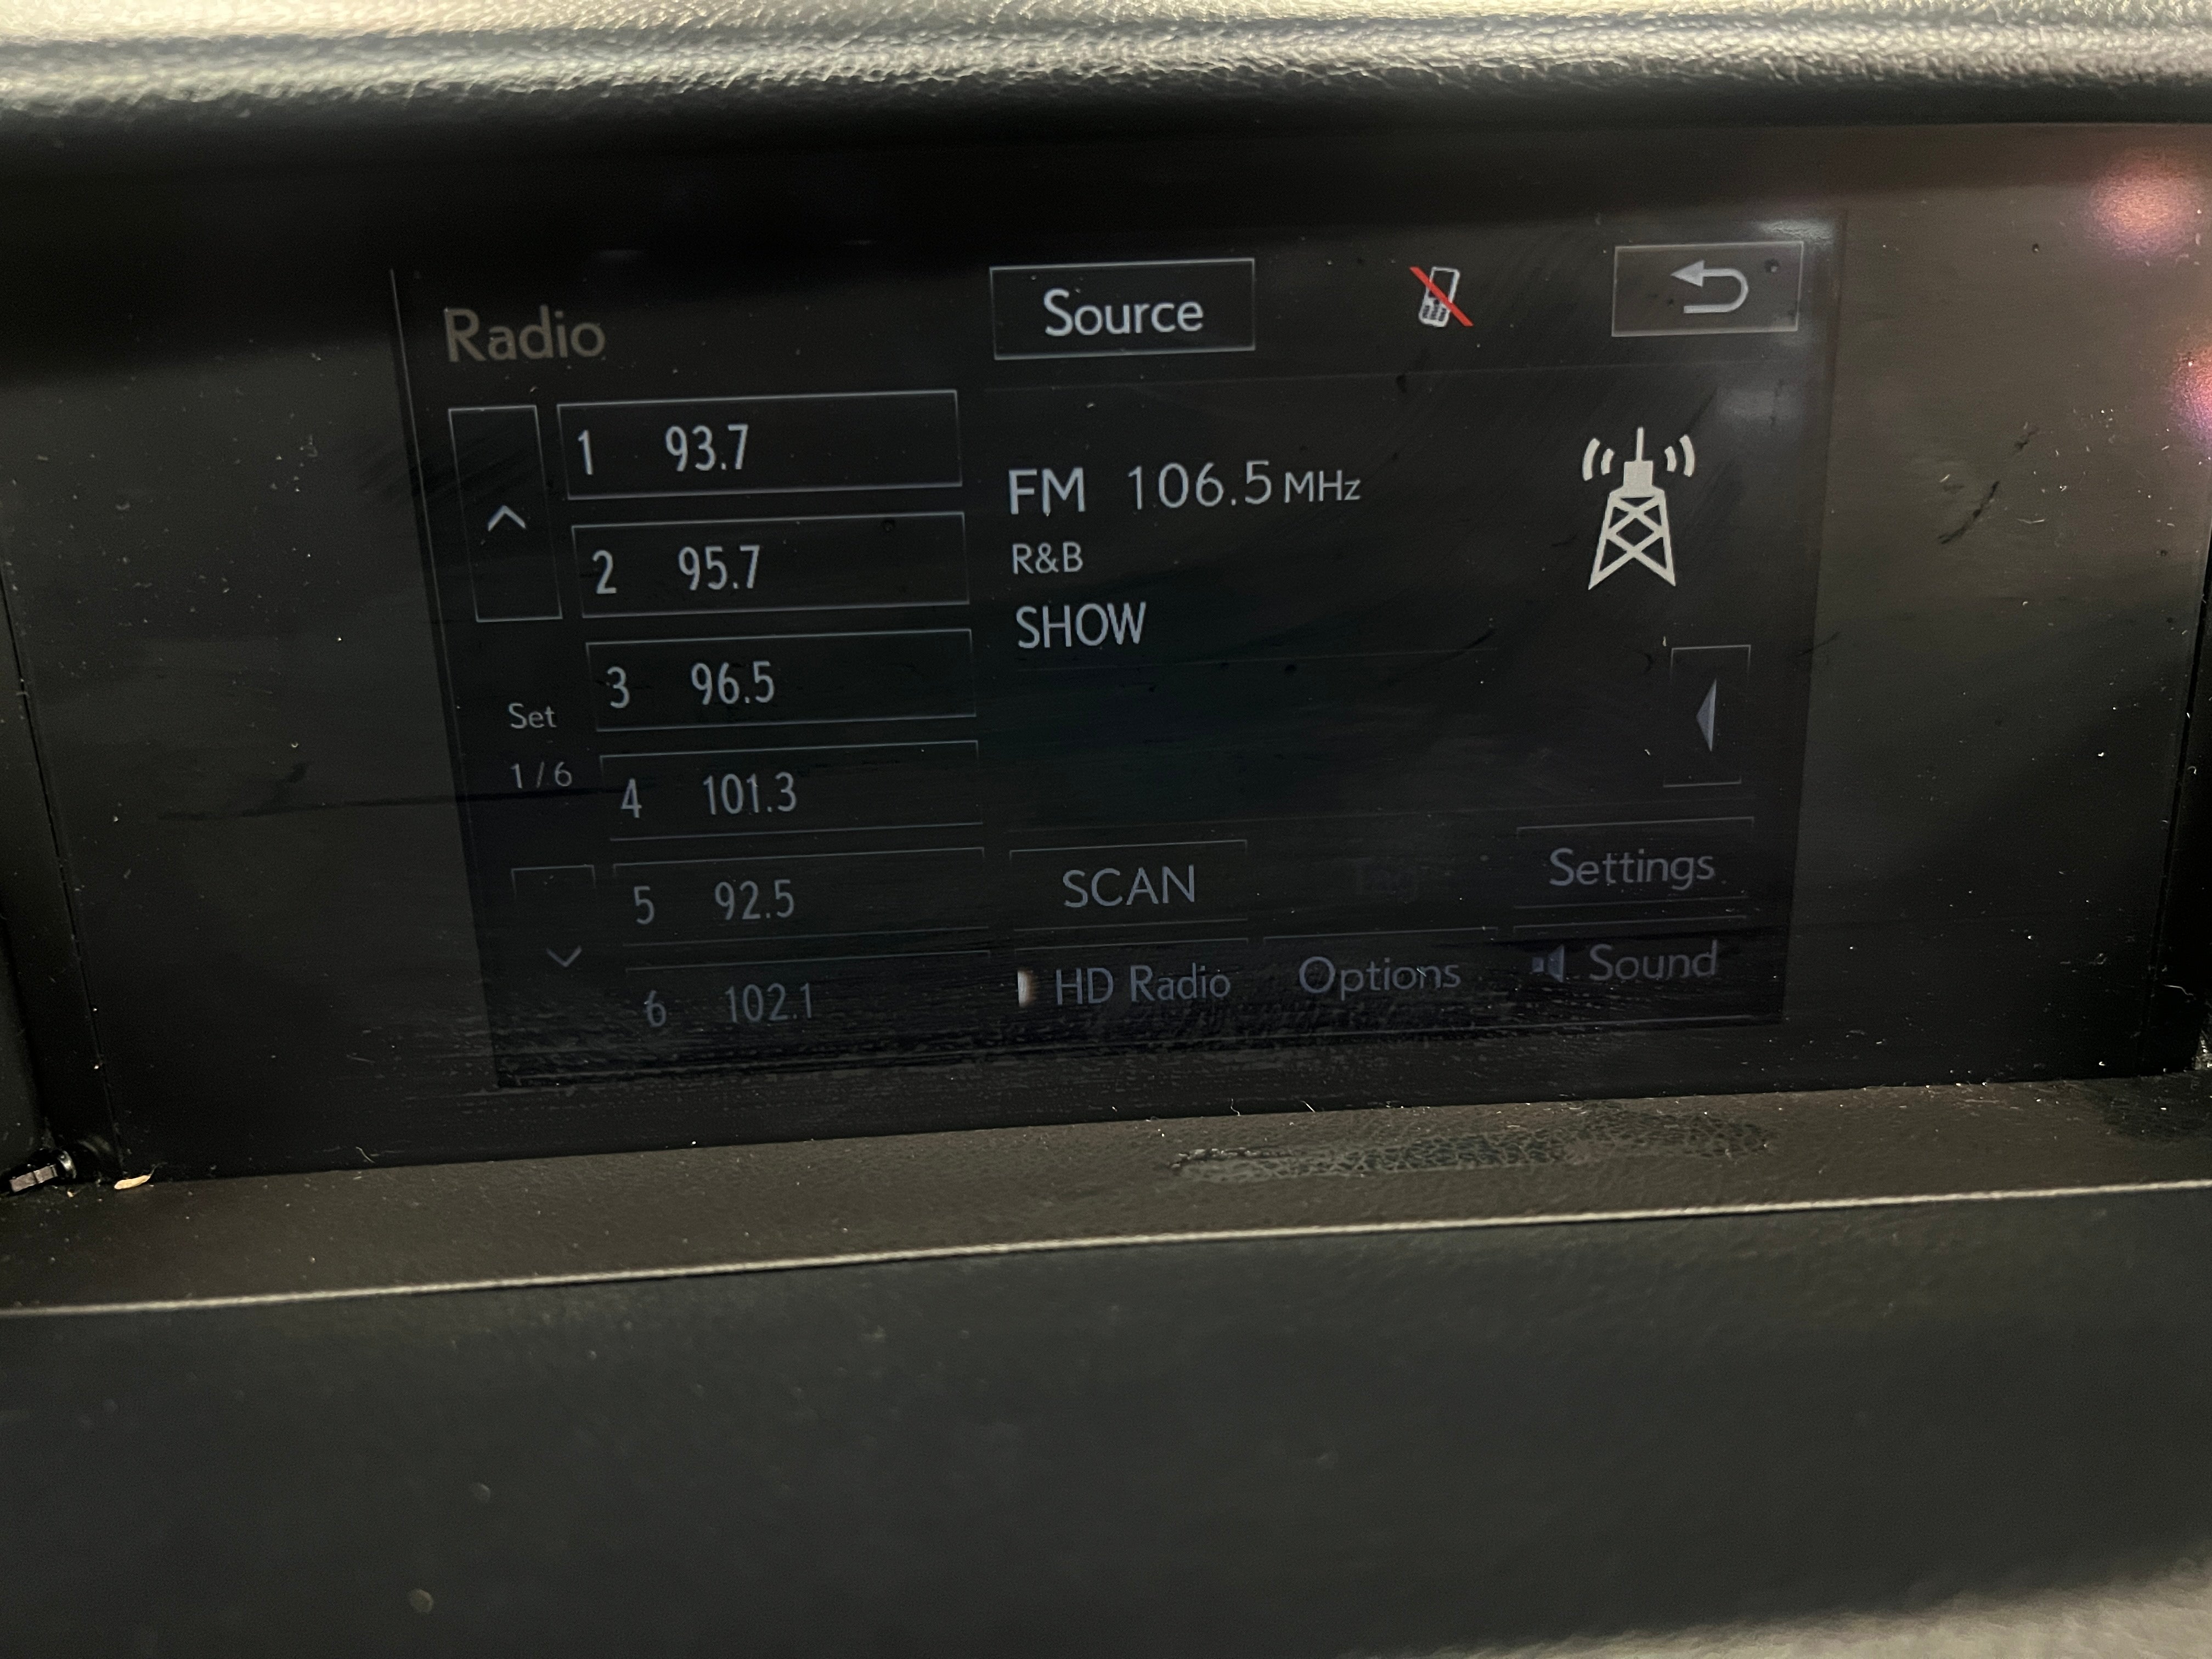 Radio
Source
1 93.7
2 95.7
3 96.5
4 101.3
5 92.5
6 102.1
Set
1/6
FM 106.5 MHz
R&B
SHOW
SCAN
Tag
Settings
HD Radio
Options
Sound